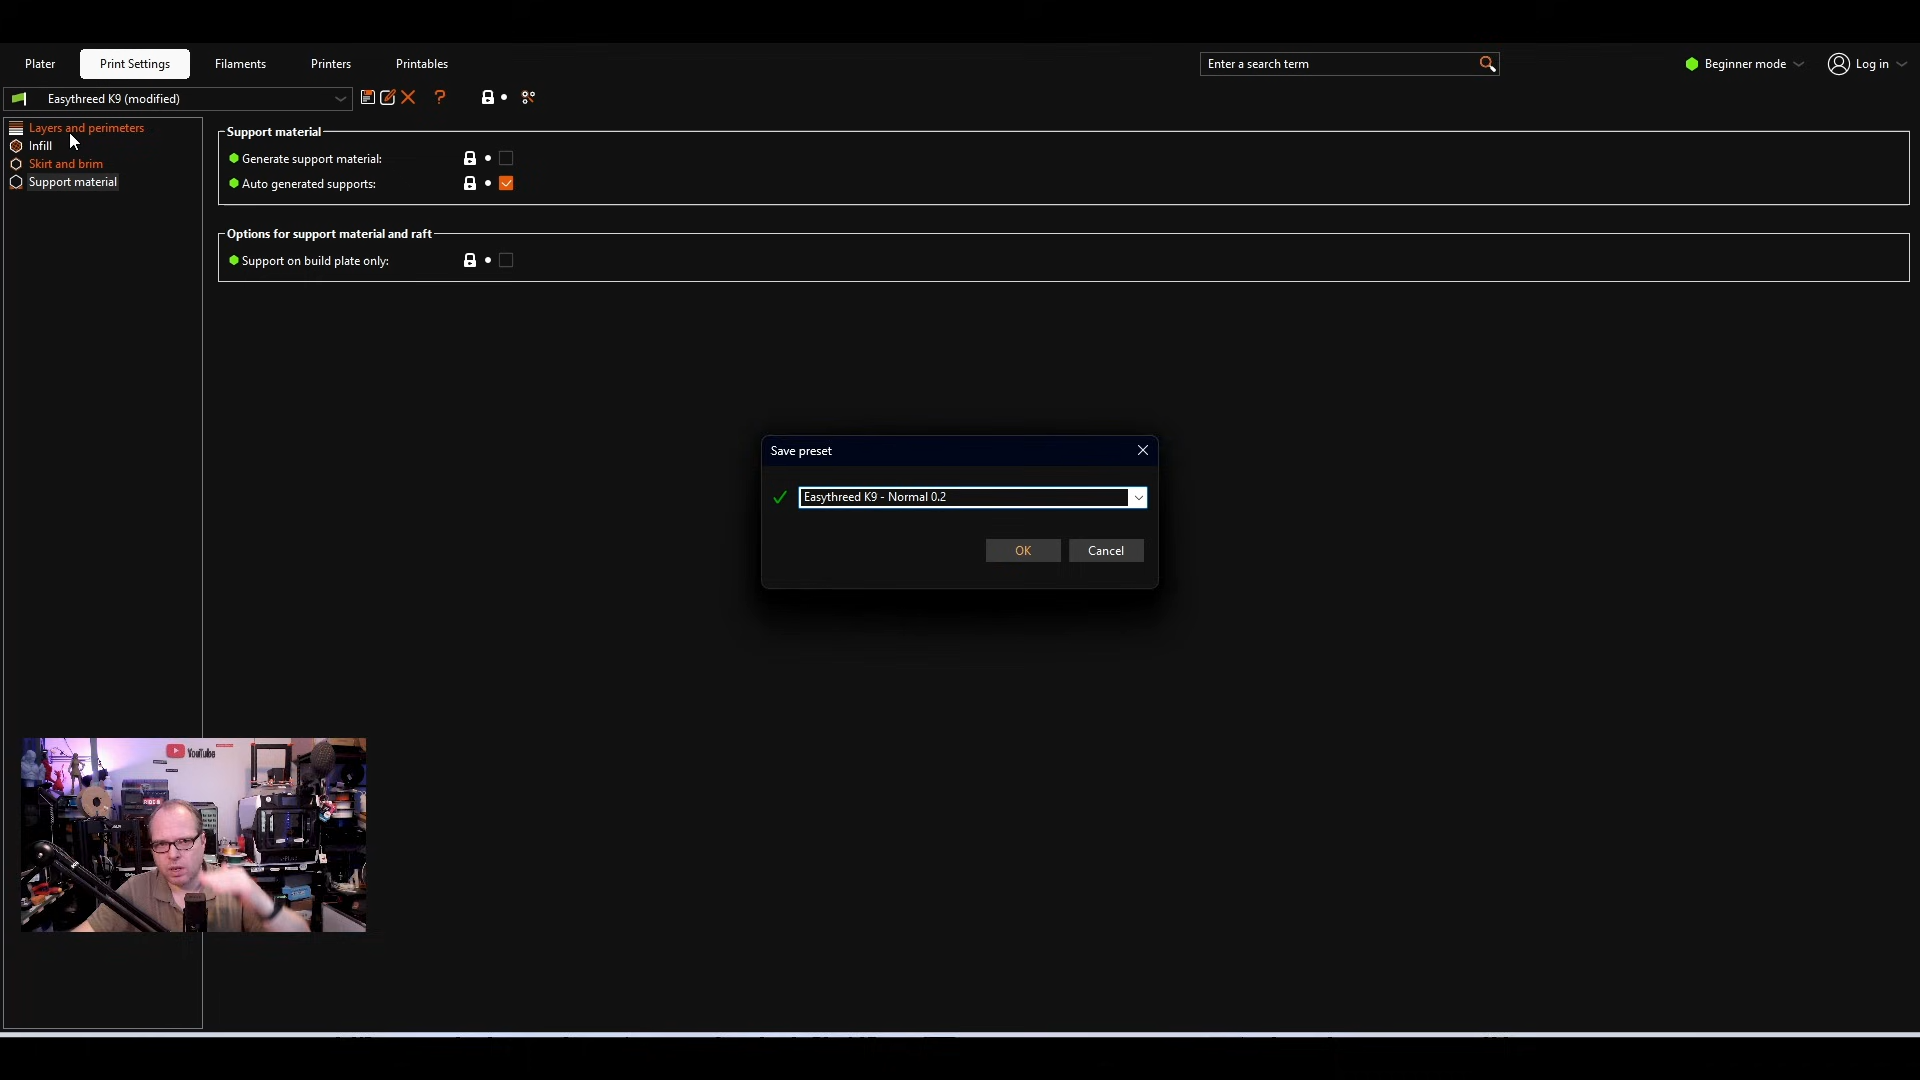 Plater
Print Settings
Filaments
Printers
Printables
Enter a search term
Beginner mode
Log in
Easythreed K9 (modified)
?
Layers and perimeters
Infill
Skirt and brim
Support material
Support material
Generate support material:
Auto generated supports:
Options for support material and raft
Support on build plate only:
Save preset
Easythreed K9 - Normal 0.2
OK
Cancel
YouTube